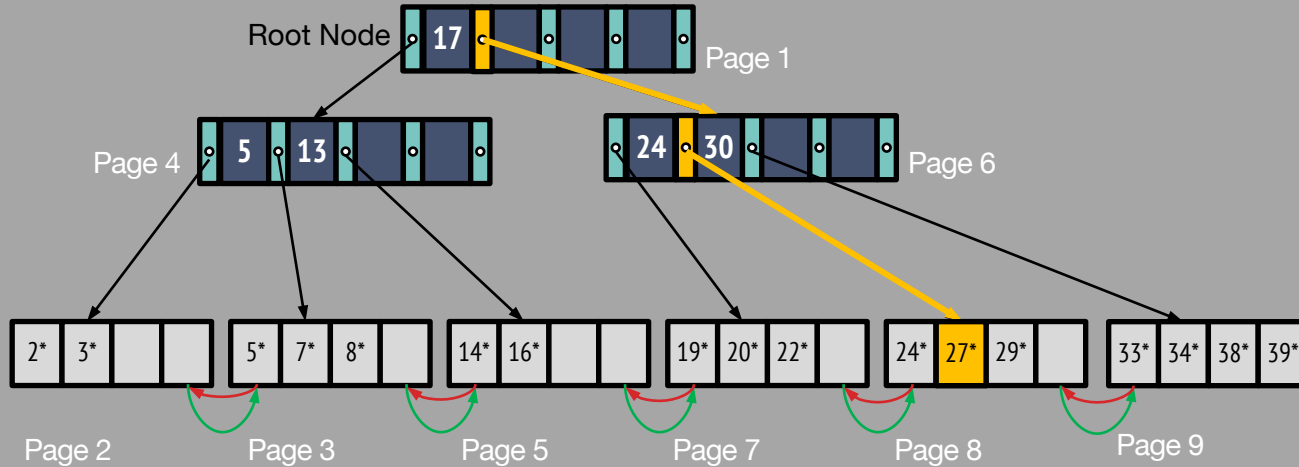 Root Node
17
Page 1
Page 4
5 13
24 30
Page 6
2* 3*
5* 7* 8*
14* 16*
19* 20* 22*
24* 27* 29*
33* 34* 38* 39*
Page 2
Page 3
Page 5
Page 7
Page 8
Page 9